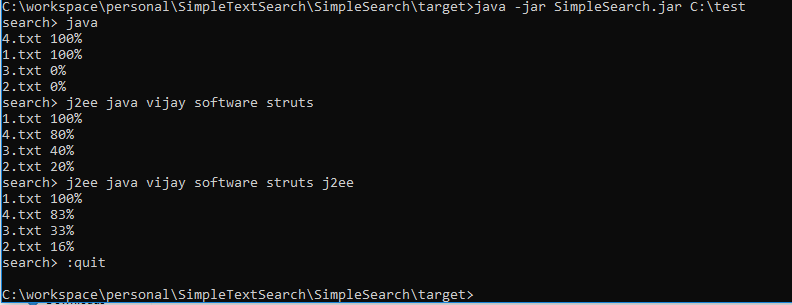 C:\workspace\personal\SimpleTextSearch\SimpleSearch\target>java -jar SimpleSearch.jar C:\test
search> java
4.txt 100%
1.txt 100%
3.txt 0%
2.txt 0%
search> j2ee java vijay software struts
1.txt 100%
4.txt 80%
3.txt 40%
2.txt 20%
search> j2ee java vijay software struts j2ee
1.txt 100%
4.txt 83%
3.txt 33%
2.txt 16%
search> :quit
C:\workspace\personal\SimpleTextSearch\SimpleSearch\target>